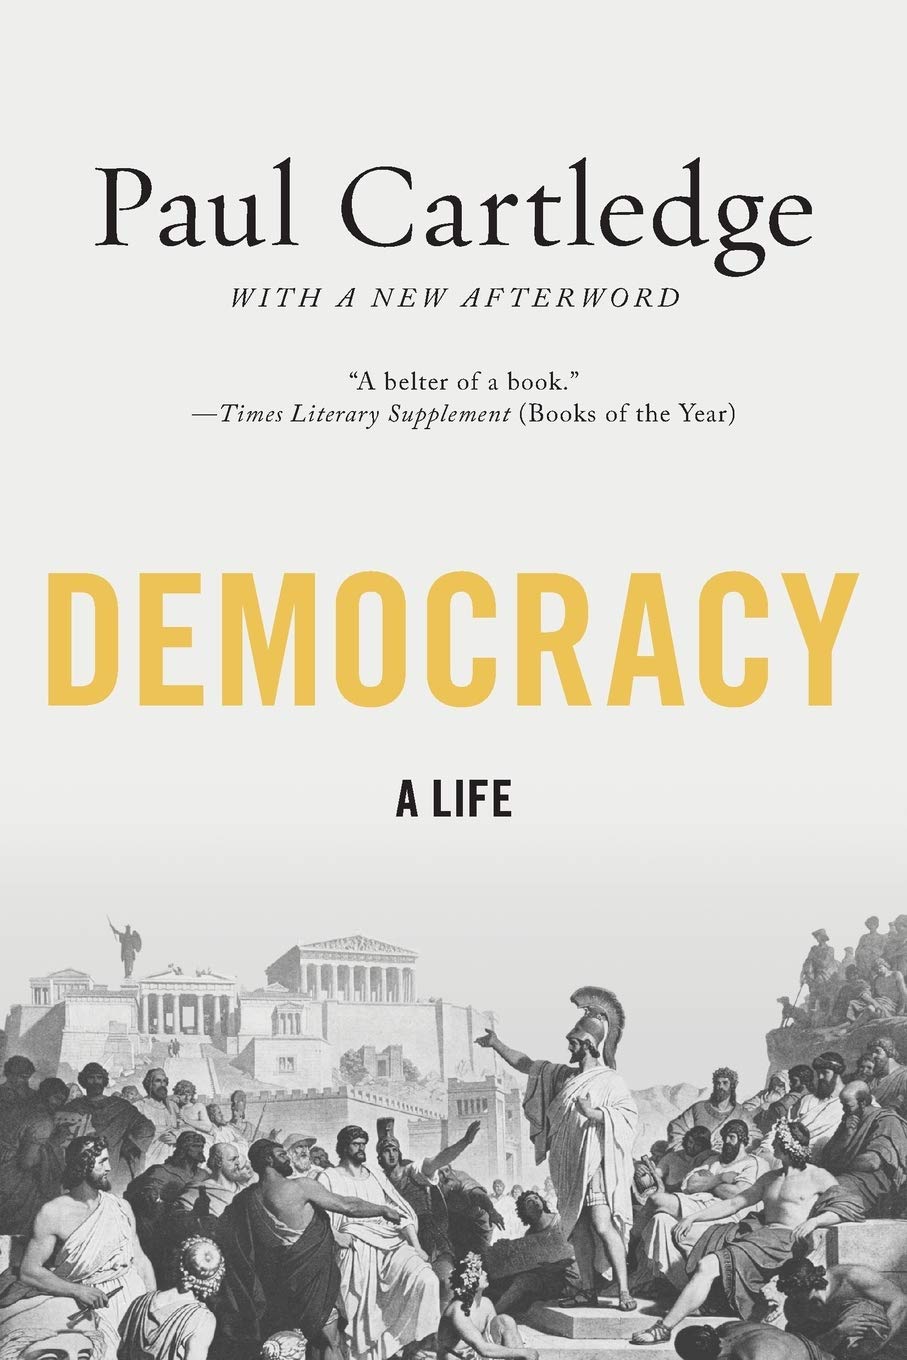 Paul Cartledge
WITH A NEW AFTERWORD
“A belter of a book.”
—Times Literary Supplement (Books of the Year)
DEMOCRACY
A LIFE